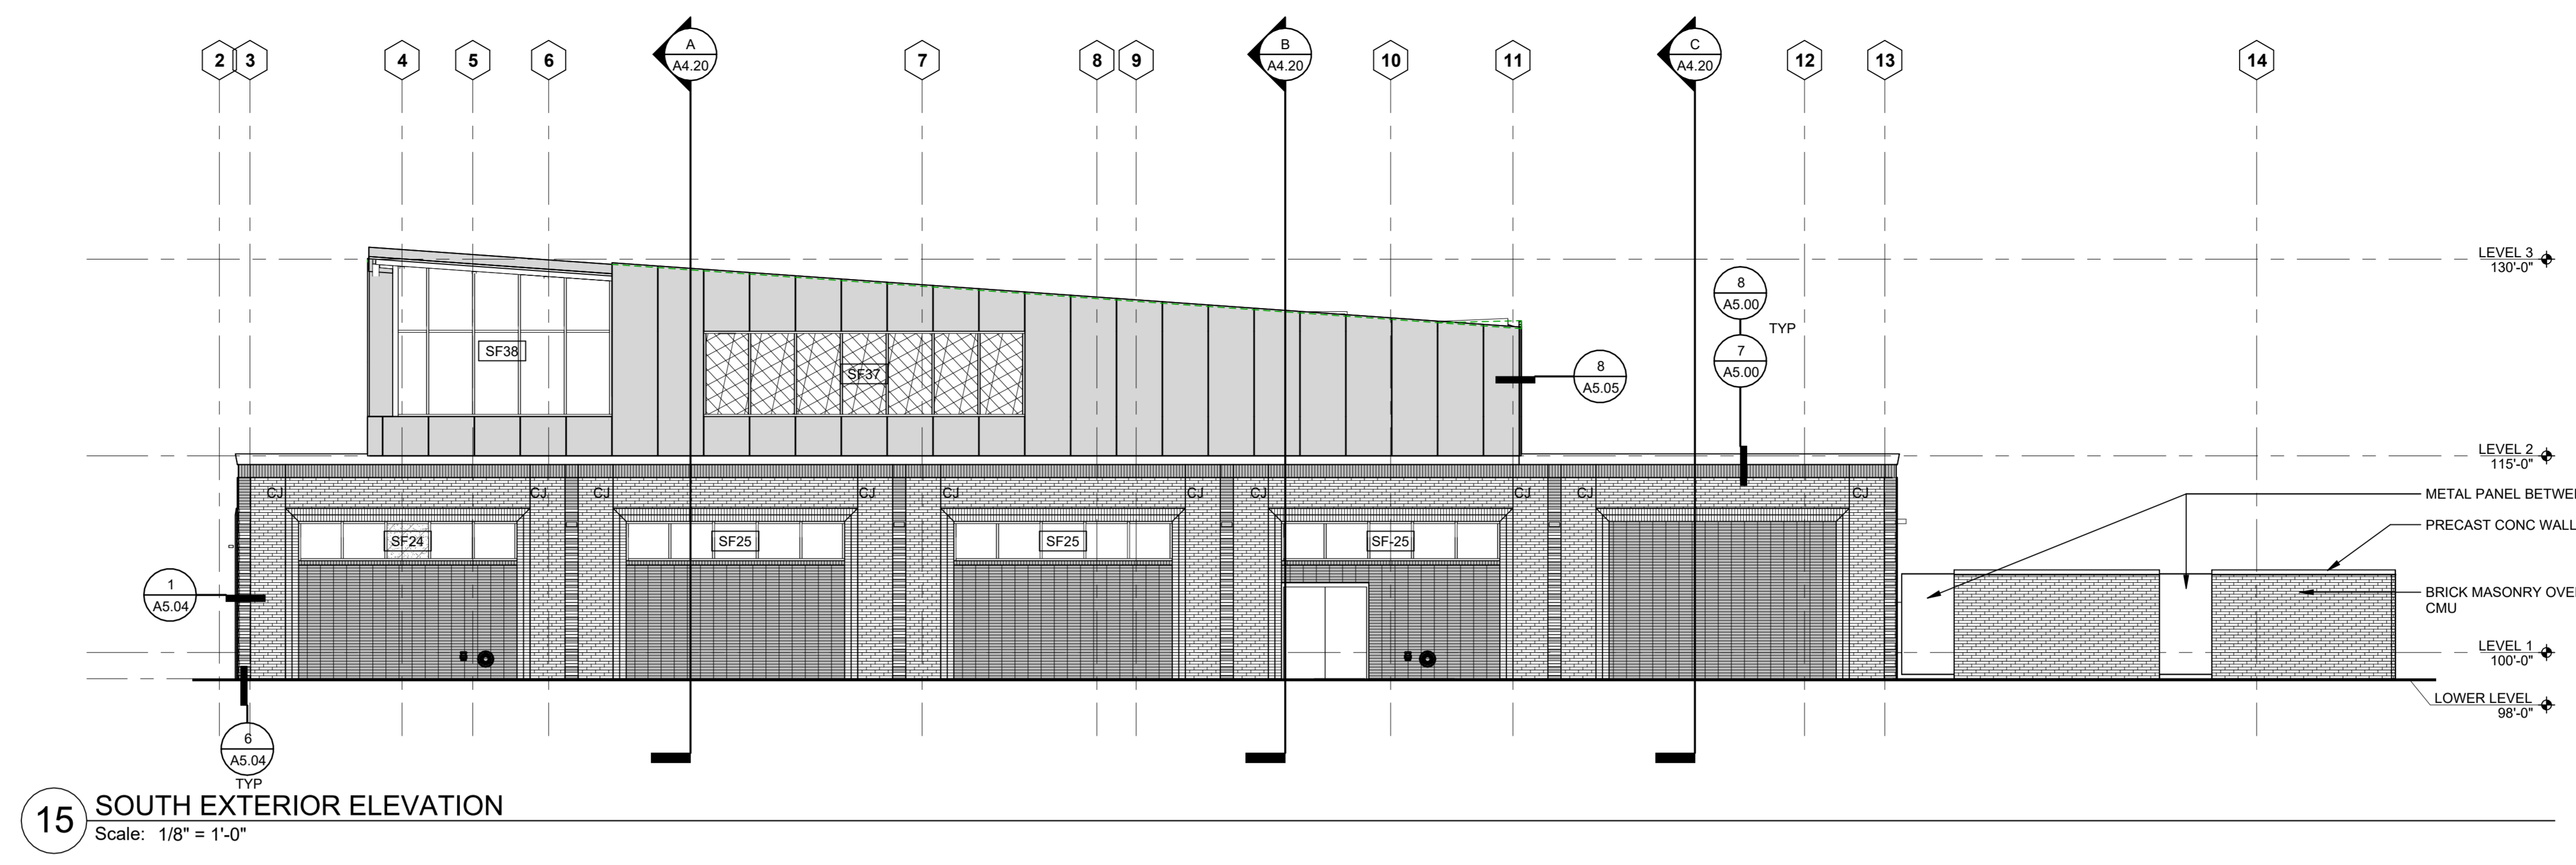 2
3
4
5
6
A
A4.20
7
8
9
B
A4.20
10
11
C
A4.20
12
13
14
LEVEL 3
130'-0"
8
A5.00
TYP
7
A5.00
SF38
SF37
8
A5.05
LEVEL 2
115'-0"
CJ
CJ
CJ
CJ
CJ
CJ
CJ
CJ
CJ
CJ
METAL PANEL BETWE
PRECAST CONC WALL
SF24
SF25
SF25
SF-25
1
A5.04
BRICK MASONRY OVE
CMU
LEVEL 1
100'-0"
LOWER LEVEL
98'-0"
6
A5.04
TYP
15
SOUTH EXTERIOR ELEVATION
Scale: 1/8" = 1'-0"